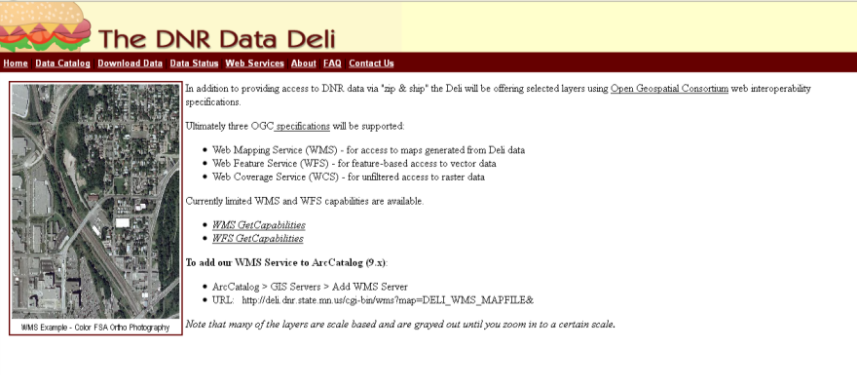 The DNR Data Deli
Home Data Catalog Download Data Data Status Web Services About FAQ Contact Us
In addition to providing access to DNR data via "zip & ship" the Deli will be offering selected layers using Open Geospatial Consortium web interoperability
specifications.
Ultimately three OGC specifications will be supported:
• Web Mapping Service (WMS) - for access to maps generated from Deli data
• Web Feature Service (WFS) - for feature-based access to vector data
• Web Coverage Service (WCS) - for unfiltered access to raster data
Currently limited WMS and WFS capabilities are available.
• WMS GetCapabilities
• WFS GetCapabilities
To add our WMS Service to ArcCatalog (9.x):
• ArcCatalog > GIS Servers > Add WMS Server
• URL: http://deli.dnr.state.mn.us/cgi-bin/wms?map=DELI_WMS_MAPFILE&
Note that many of the layers are scale based and are grayed out until you zoom in to a certain scale.
WMS Example - Color FSA Ortho Photography